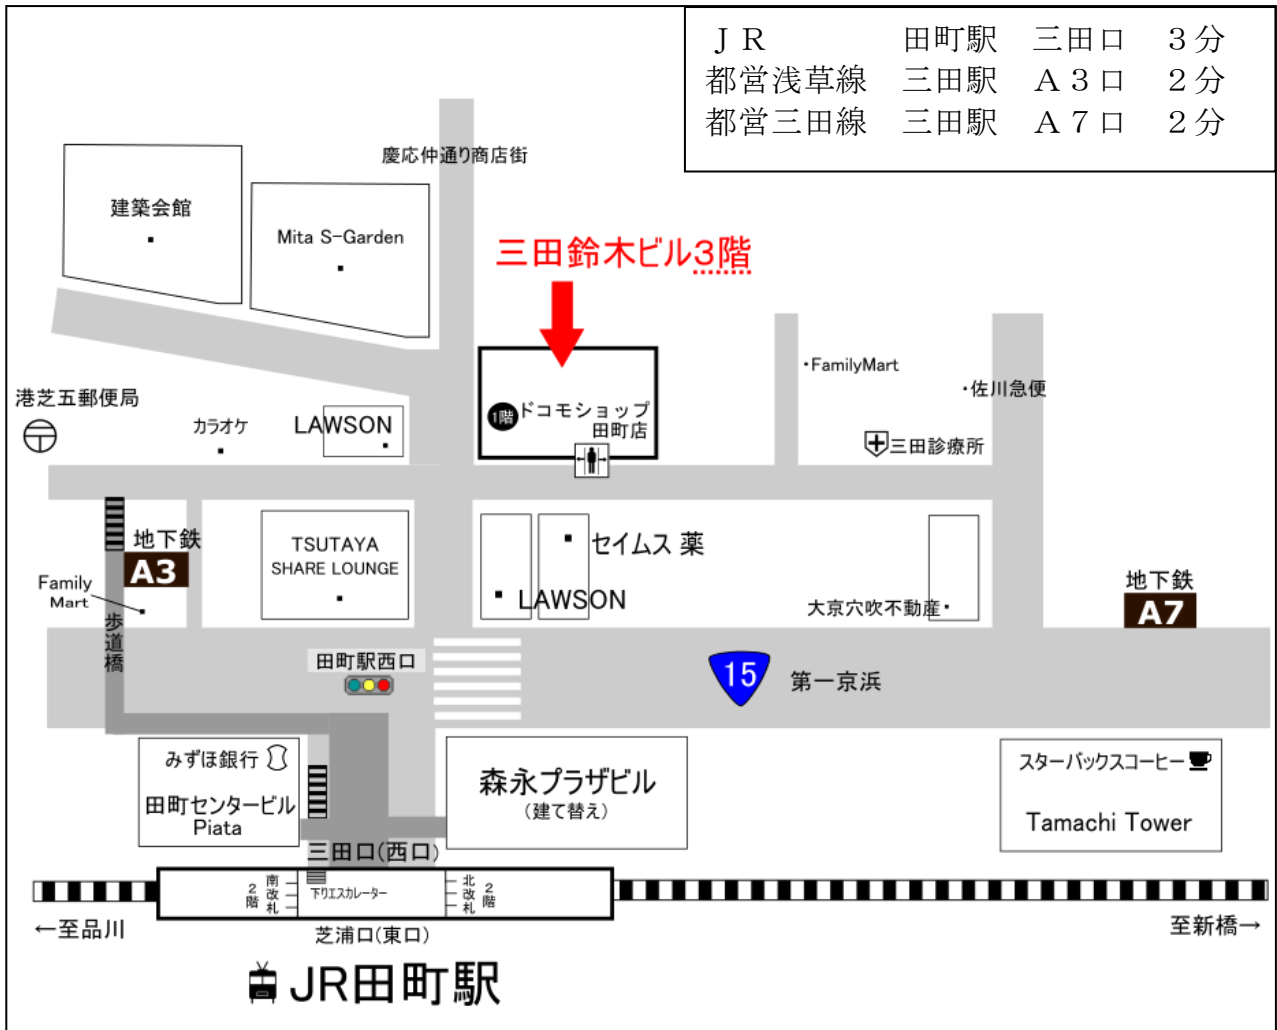 ＪＲ　田町駅　三田口　３分
都営浅草線　三田駅　Ａ３口　２分
都営三田線　三田駅　Ａ７口　２分
慶応仲通り商店街
建築会館
Mita S-Garden
三田鈴木ビル3階
FamilyMart
佐川急便
港芝五郵便局
カラオケ
LAWSON
1階
ドコモショップ
田町店
三田診療所
地下鉄
A3
TSUTAYA
SHARE LOUNGE
セイムス 薬
LAWSON
Family
Mart
大京穴吹不動産
地下鉄
A7
歩道橋
田町駅西口
15
第一京浜
みずほ銀行
田町センタービル
Piata
森永プラザビル
(建て替え)
スターバックスコーヒー
Tamachi Tower
三田口(西口)
2階
南改札
下りエスカレーター
北改札
2階
←至品川
芝浦口(東口)
至新橋→
JR田町駅